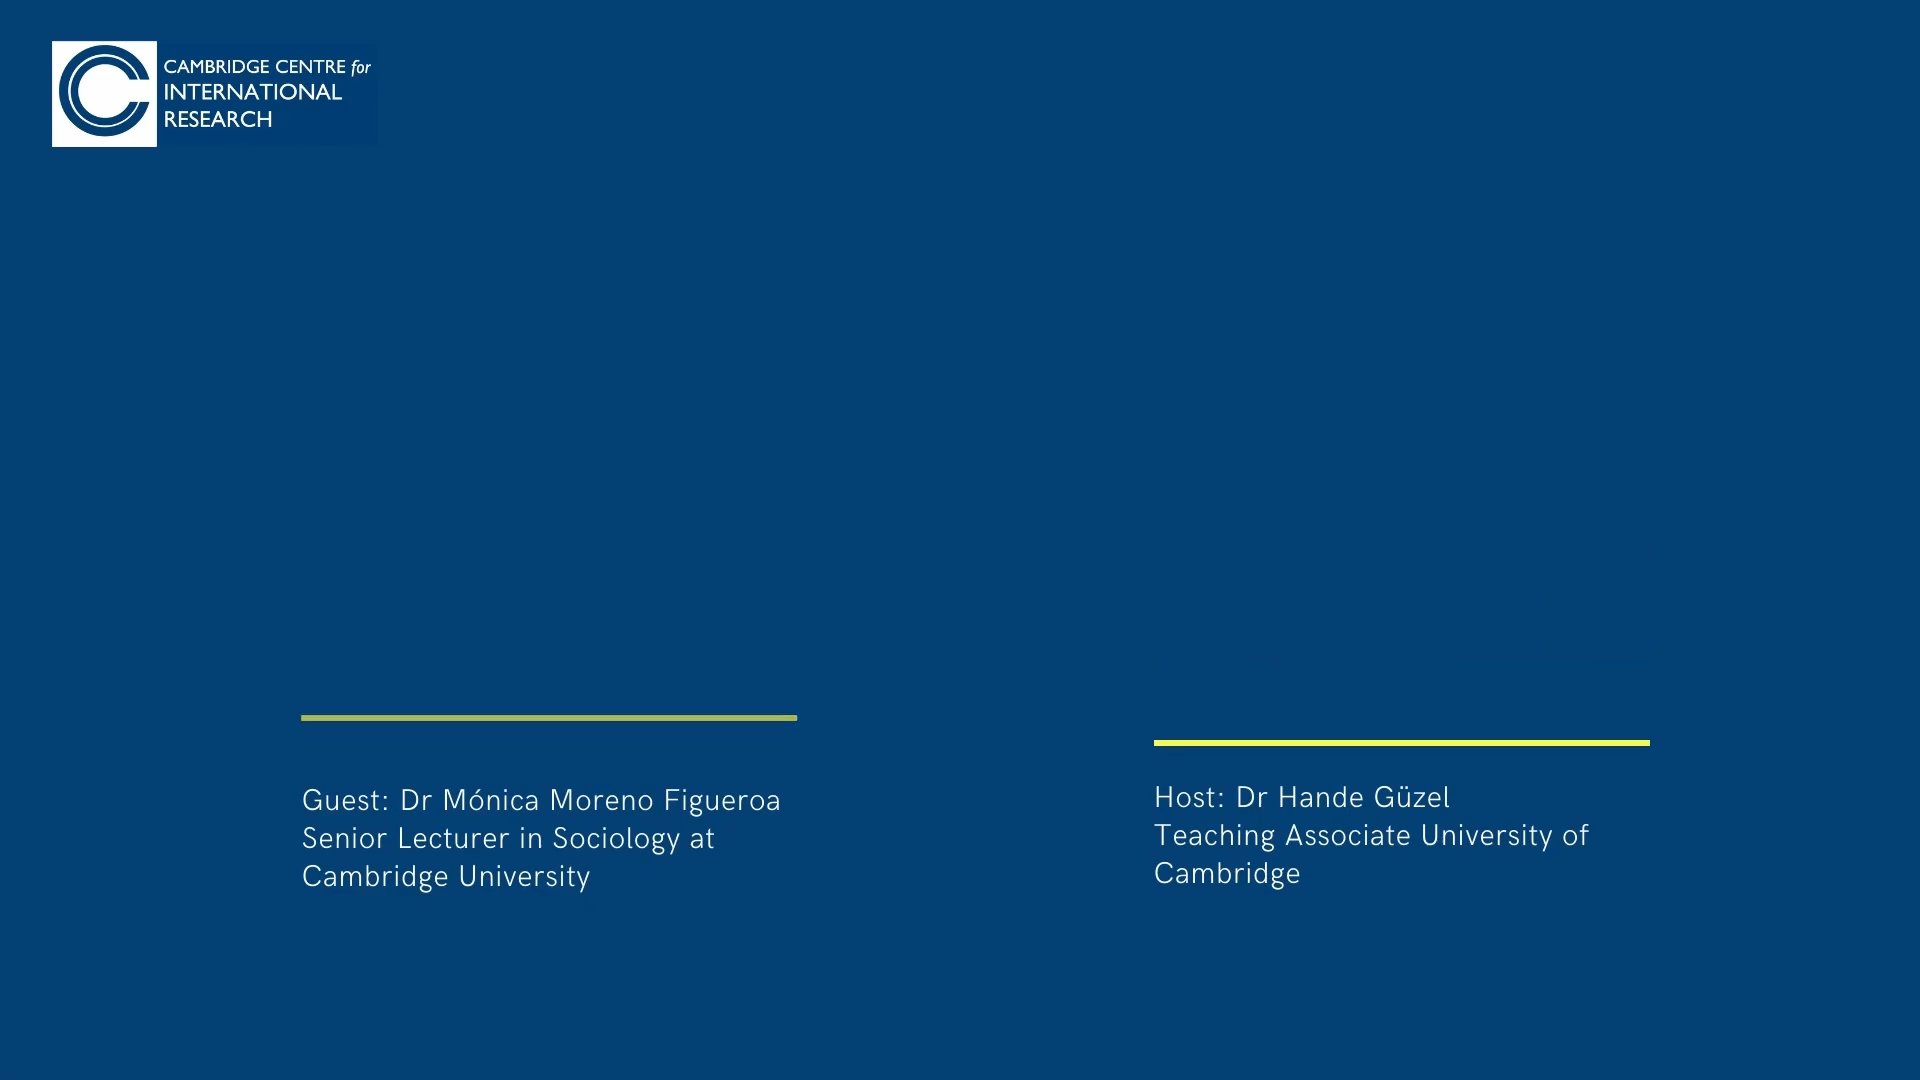 CAMBRIDGE CENTRE for
INTERNATIONAL
RESEARCH
Guest: Dr Mónica Moreno Figueroa
Senior Lecturer in Sociology at
Cambridge University
Host: Dr Hande Güzel
Teaching Associate University of
Cambridge